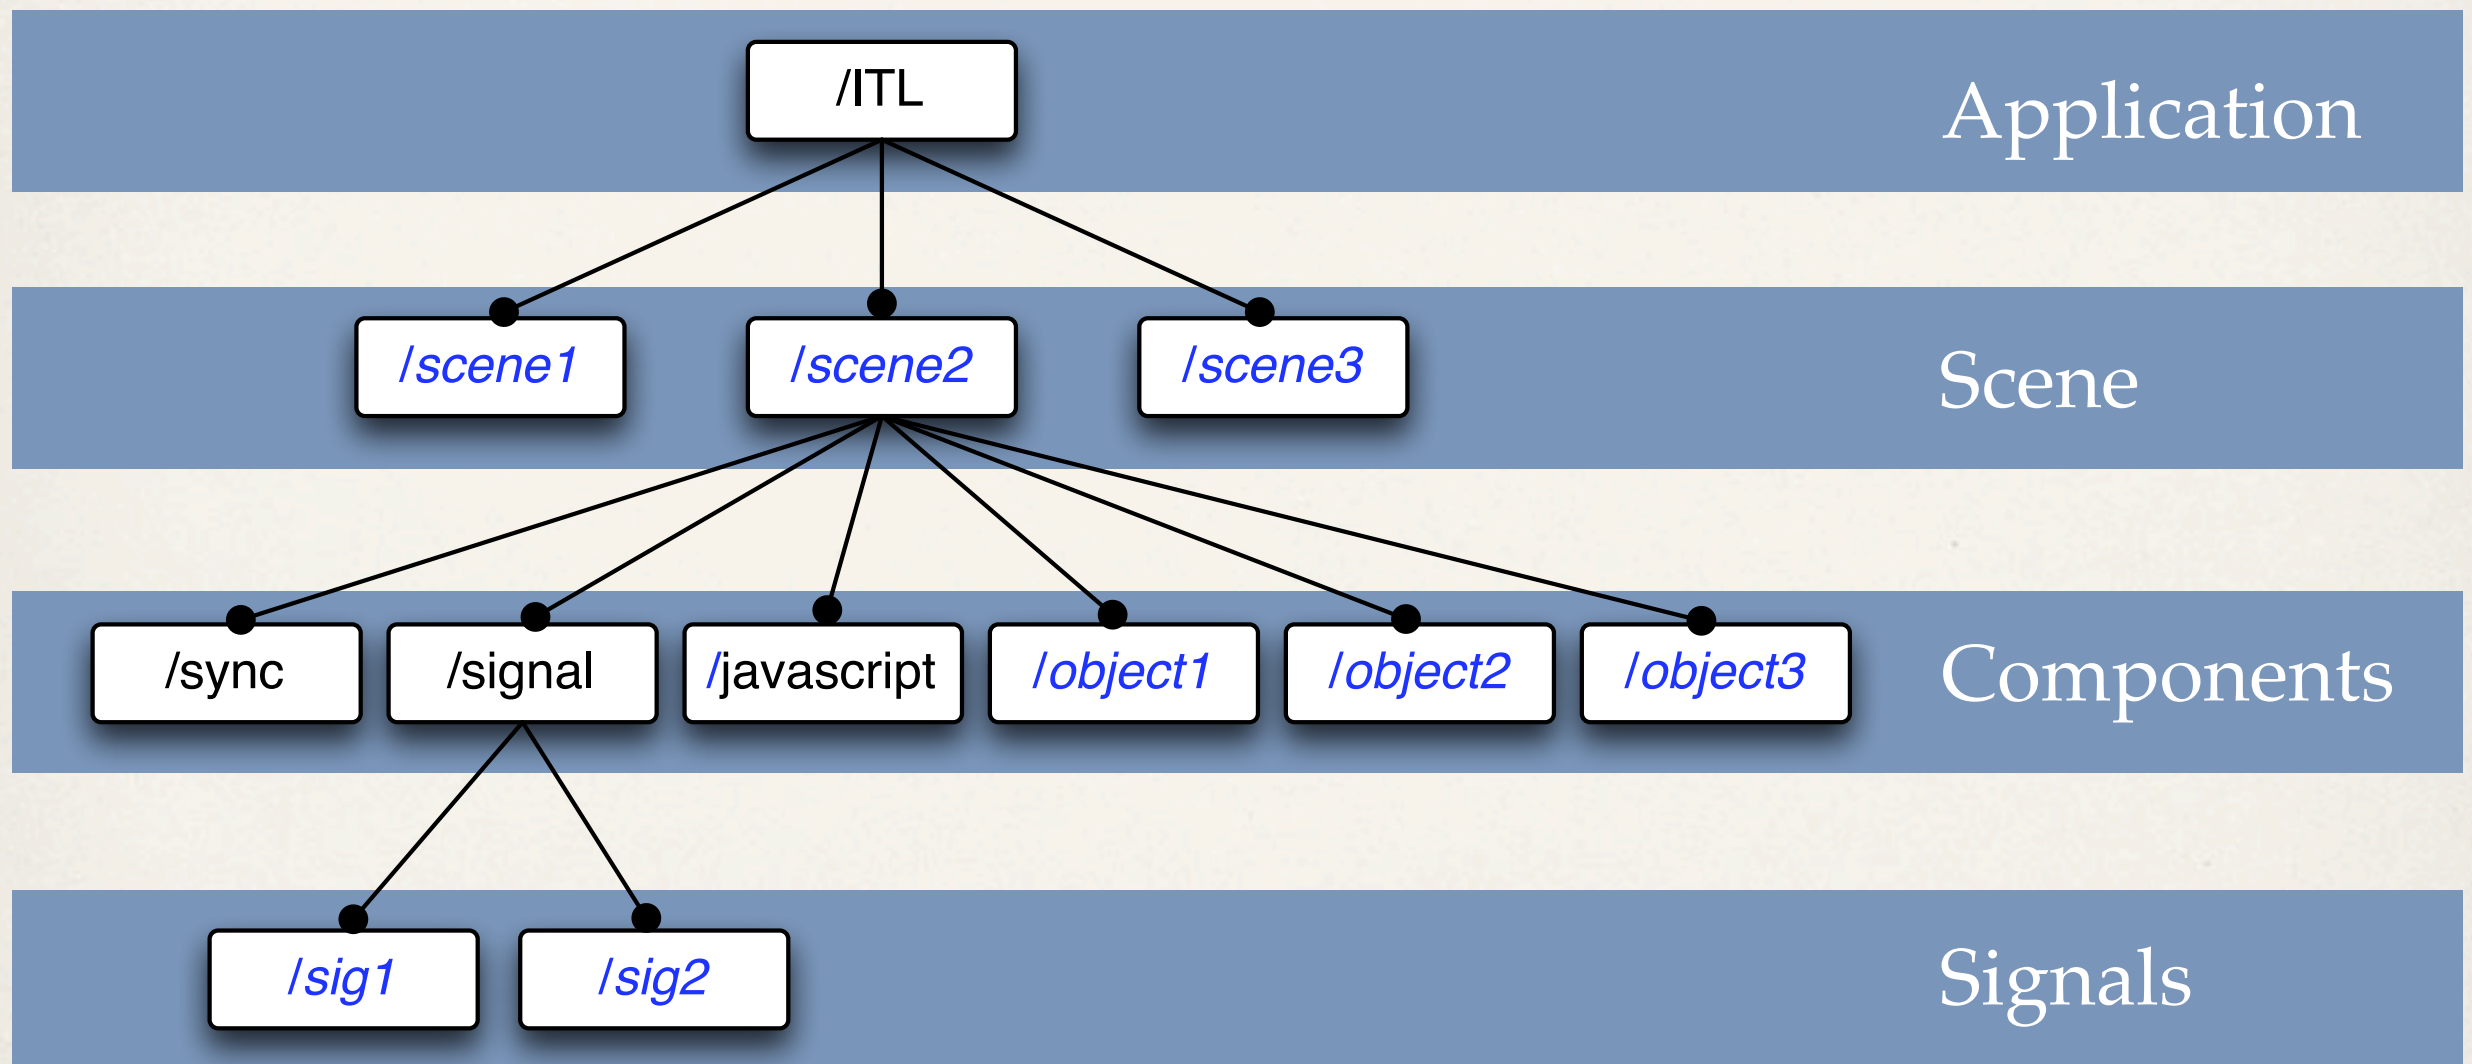 /ITL
Application
/scene1
/scene2
/scene3
Scene
/sync
/signal
/javascript
/object1
/object2
/object3
Components
/sig1
/sig2
Signals